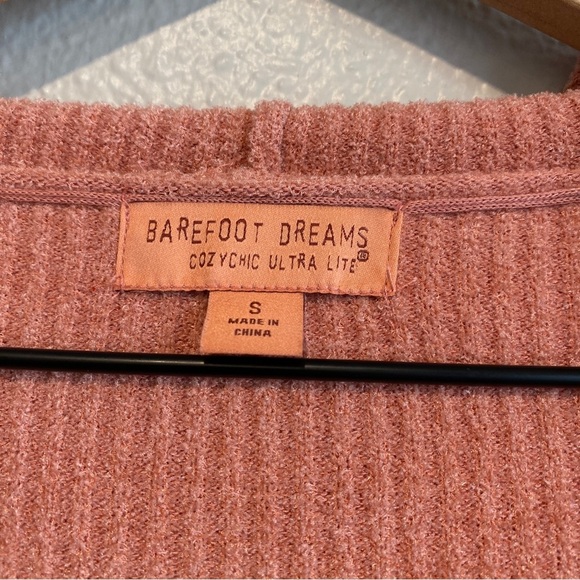 BAREFOOT DREAMS
COZYCHIC ULTRA LITE®
S
MADE IN
CHINA